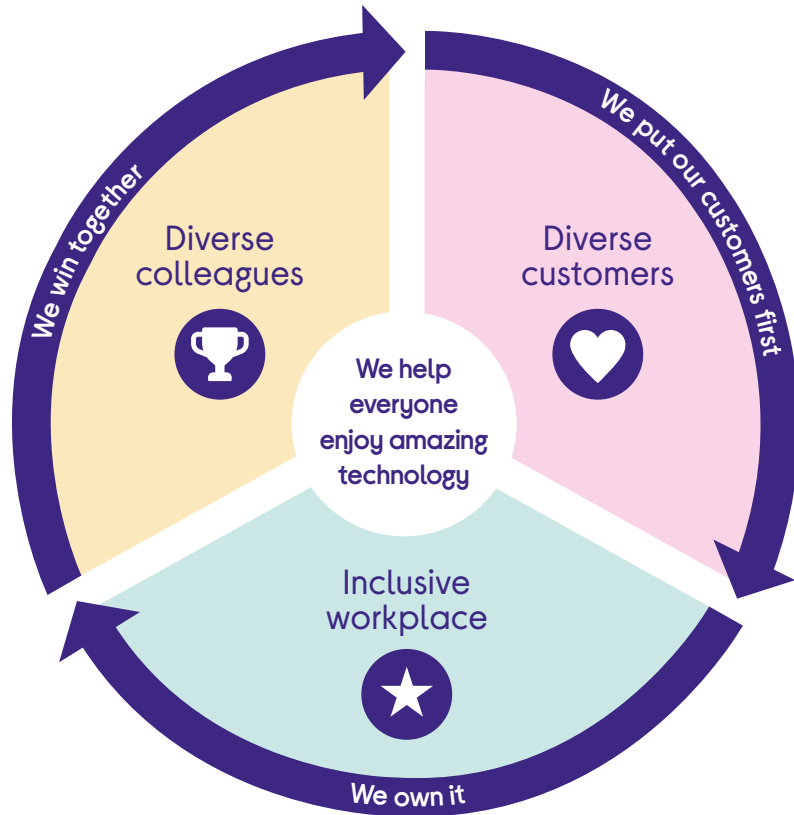 We win together
We put our customers first
Diverse
colleagues
Diverse
customers
We help
everyone
enjoy amazing
technology
Inclusive
workplace
We own it